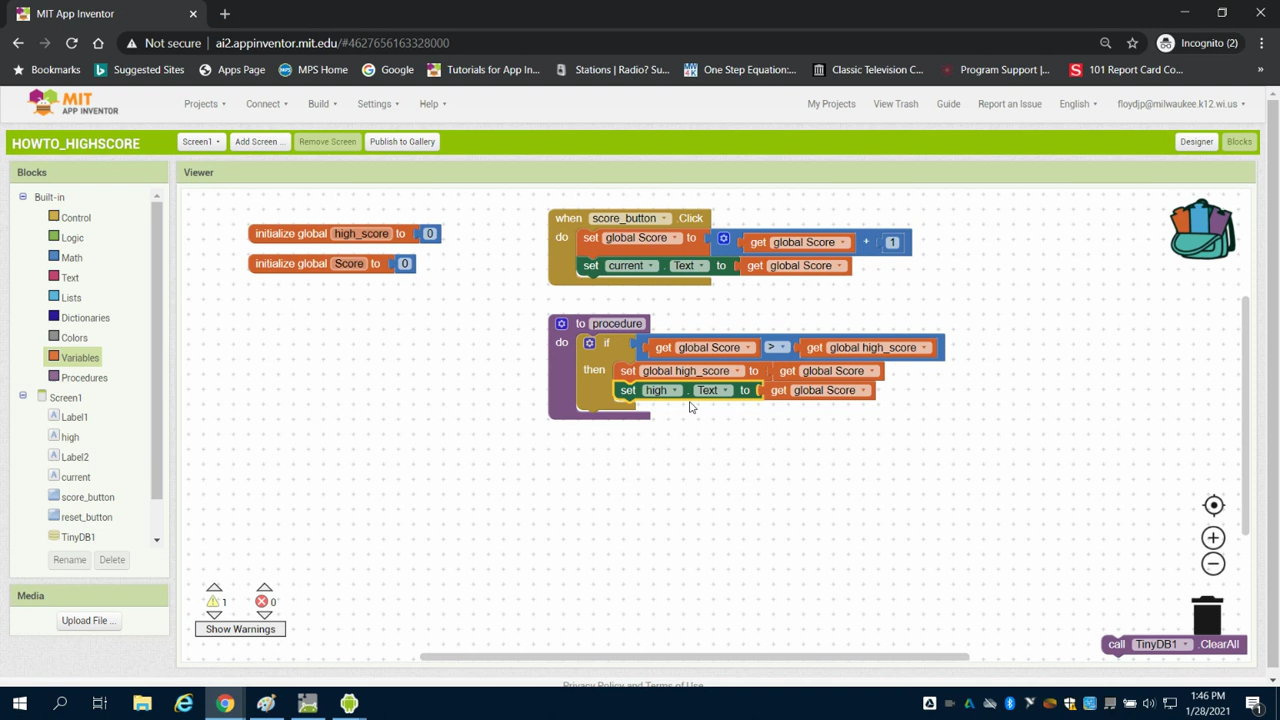 MIT App Inventor
Not secure | ai2.appinventor.mit.edu/#4627656163328000
Incognito (2)
Bookmarks Suggested Sites Apps Page MPS Home Google Tutorials for App In... Stations | Radio? Su... One Step Equation:... Classic Television C... Program Support |... 101 Report Card Co... »
MIT
APP INVENTOR
Projects Connect Build Settings Help My Projects View Trash Guide Report an Issue English floydjp@milwaukee.k12.wi.us
HOWTO_HIGHSCORE Screen1 Add Screen ... Remove Screen Publish to Gallery Designer Blocks
Blocks Viewer
Built-in
Control
Logic
Math
Text
Lists
Dictionaries
Colors
Variables
Procedures
Screen1
Label1
high
Label2
current
score_button
reset_button
TinyDB1
Rename Delete
Media
Upload File ...
initialize global high_score to 0
initialize global Score to 0
when score_button .Click
do set global Score to get global Score + 1
set current . Text to get global Score
to procedure
do if get global Score > get global high_score
then set global high_score to get global Score
set high . Text to get global Score
1 0
Show Warnings
call TinyDB1 .ClearAll
Privacy Policy and Terms of Use
1:46 PM
1/28/2021
1